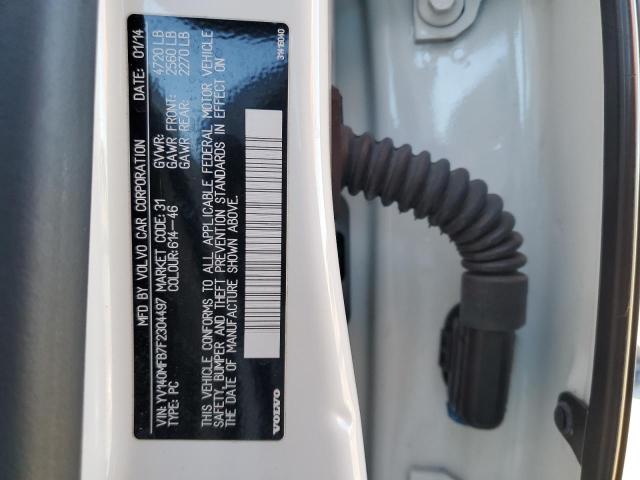 MFD BY VOLVO CAR CORPORATION DATE: 01/14
VIN: YV140MFB7F2304497 GVWR: 4720 LB
MARKET CODE: 31 GAWR FRONT: 2560 LB
TYPE: PC COLOUR: 614-46 GAWR REAR: 2270 LB
THIS VEHICLE CONFORMS TO ALL APPLICABLE FEDERAL MOTOR VEHICLE
SAFETY, BUMPER AND THEFT PREVENTION STANDARDS IN EFFECT ON
THE DATE OF MANUFACTURE SHOWN ABOVE.
VOLVO 31418040